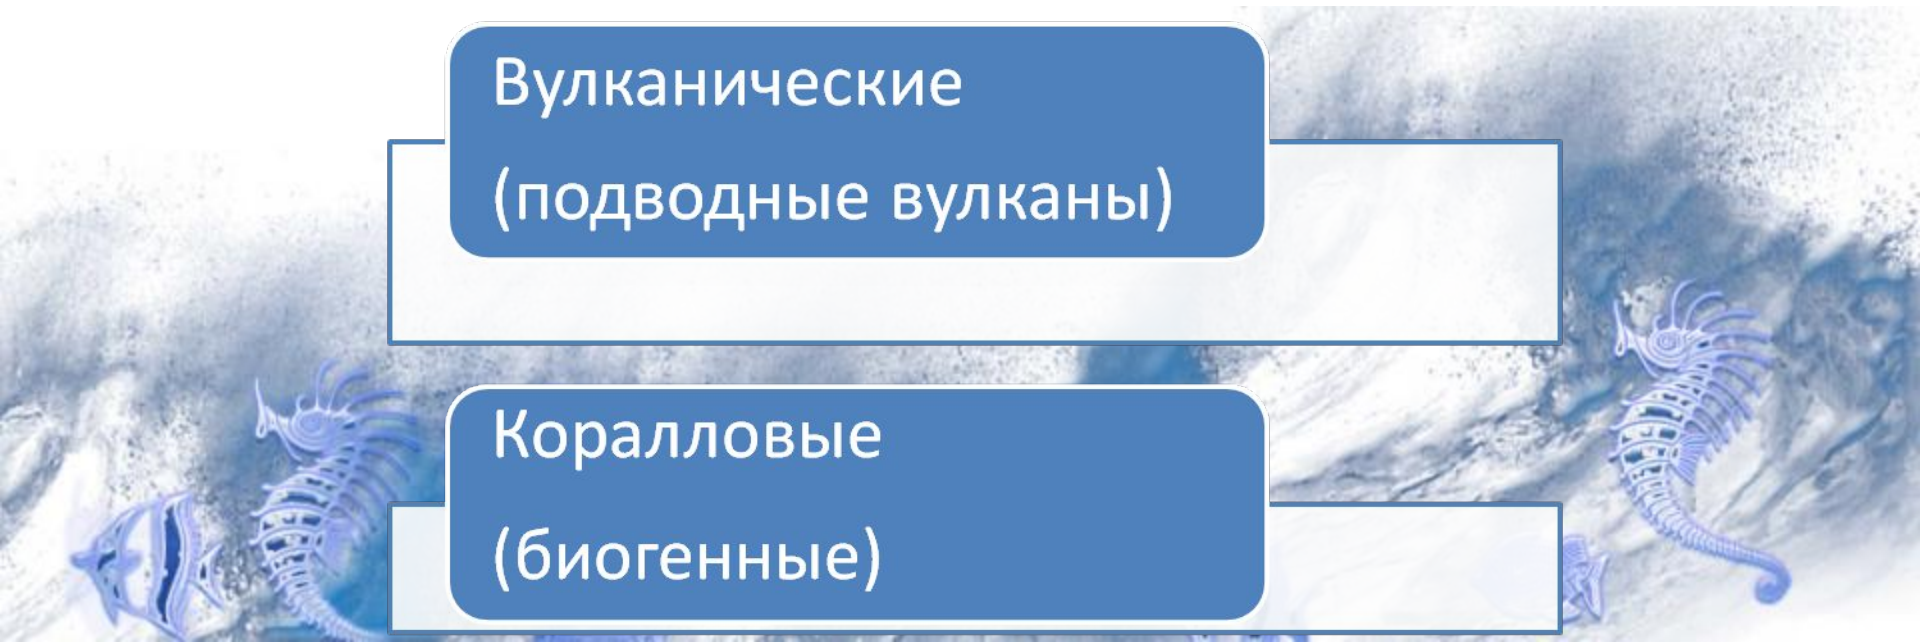 Вулканические
(подводные вулканы)
Коралловые
(биогенные)